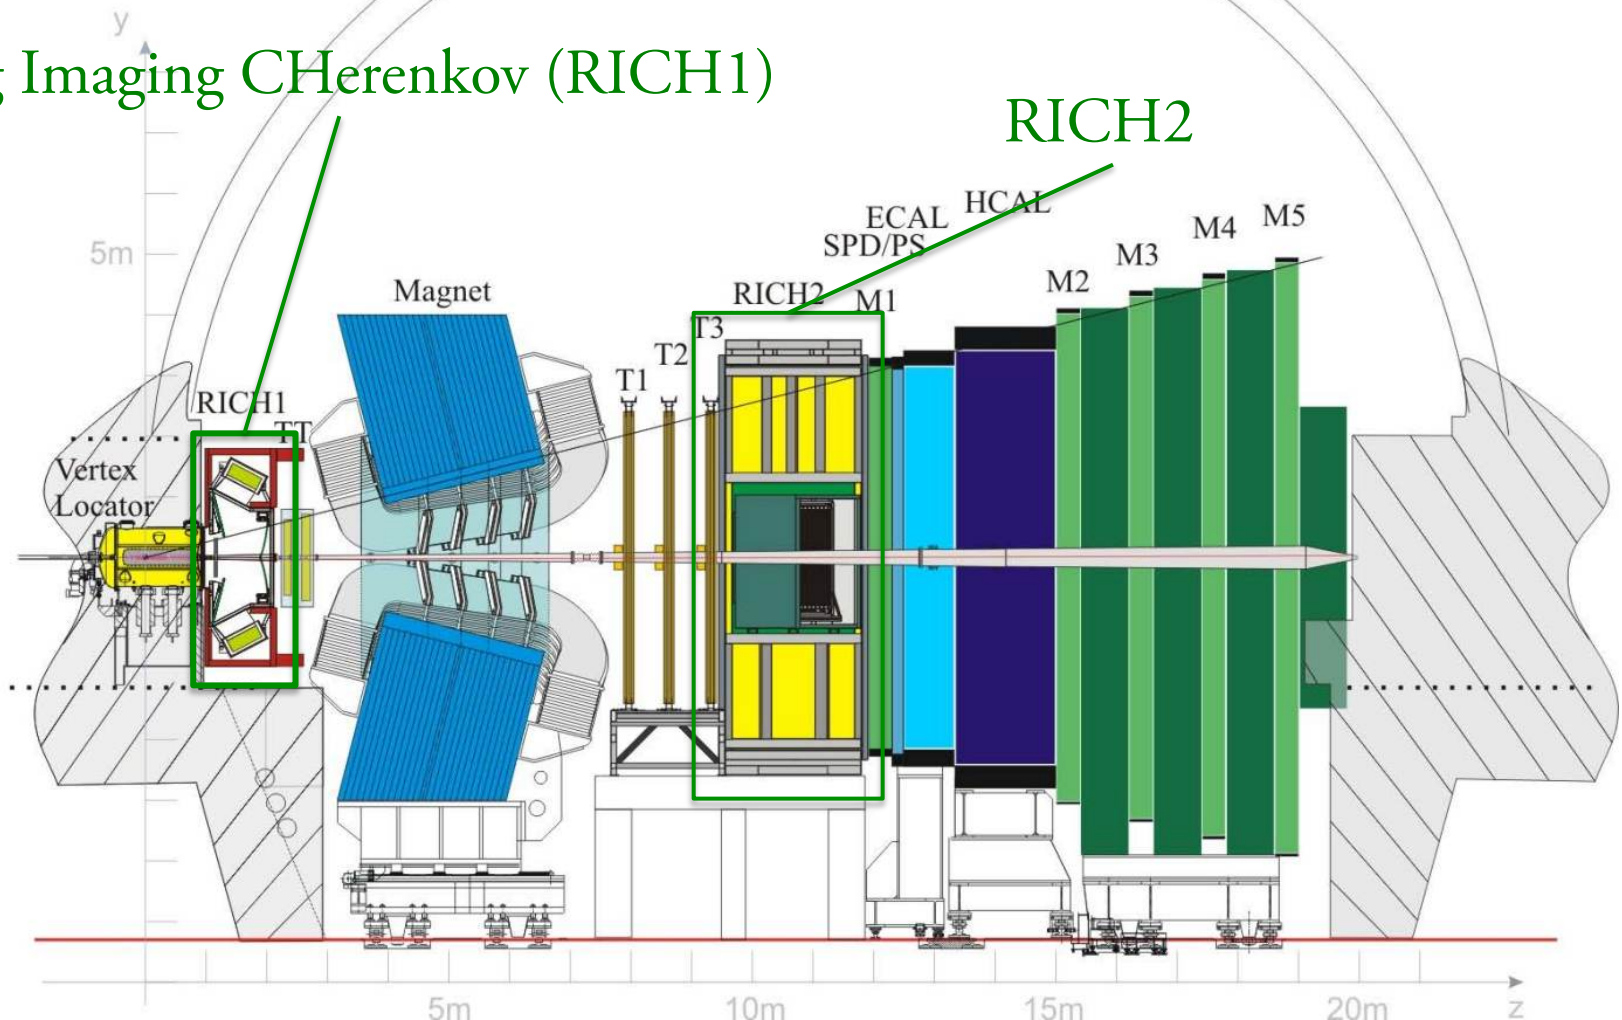 y
Imaging CHerenkov (RICH1)
RICH2
HCAL
ECAL
SPD/PS
M5
M4
M3
M2
5m
Magnet
RICH2
M1
T3
T2
T1
RICH1
TT
Vertex
Locator
5m
10m
15m
20m
z